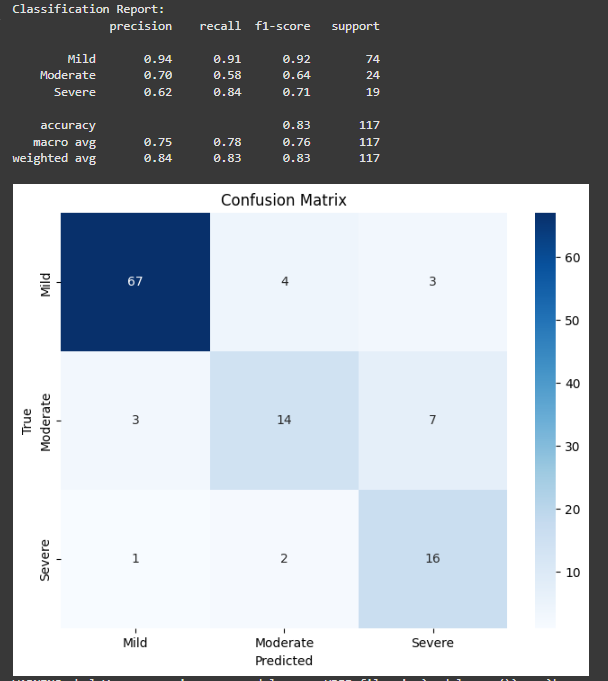 Classification Report:
precision recall f1-score support
Mild 0.94 0.91 0.92 74
Moderate 0.70 0.58 0.64 24
Severe 0.62 0.84 0.71 19
accuracy 0.83 117
macro avg 0.75 0.78 0.76 117
weighted avg 0.84 0.83 0.83 117
Confusion Matrix
Mild 67 4 3
Moderate 3 14 7
Severe 1 2 16
True
Mild Moderate Severe
Predicted
60
50
40
30
20
10